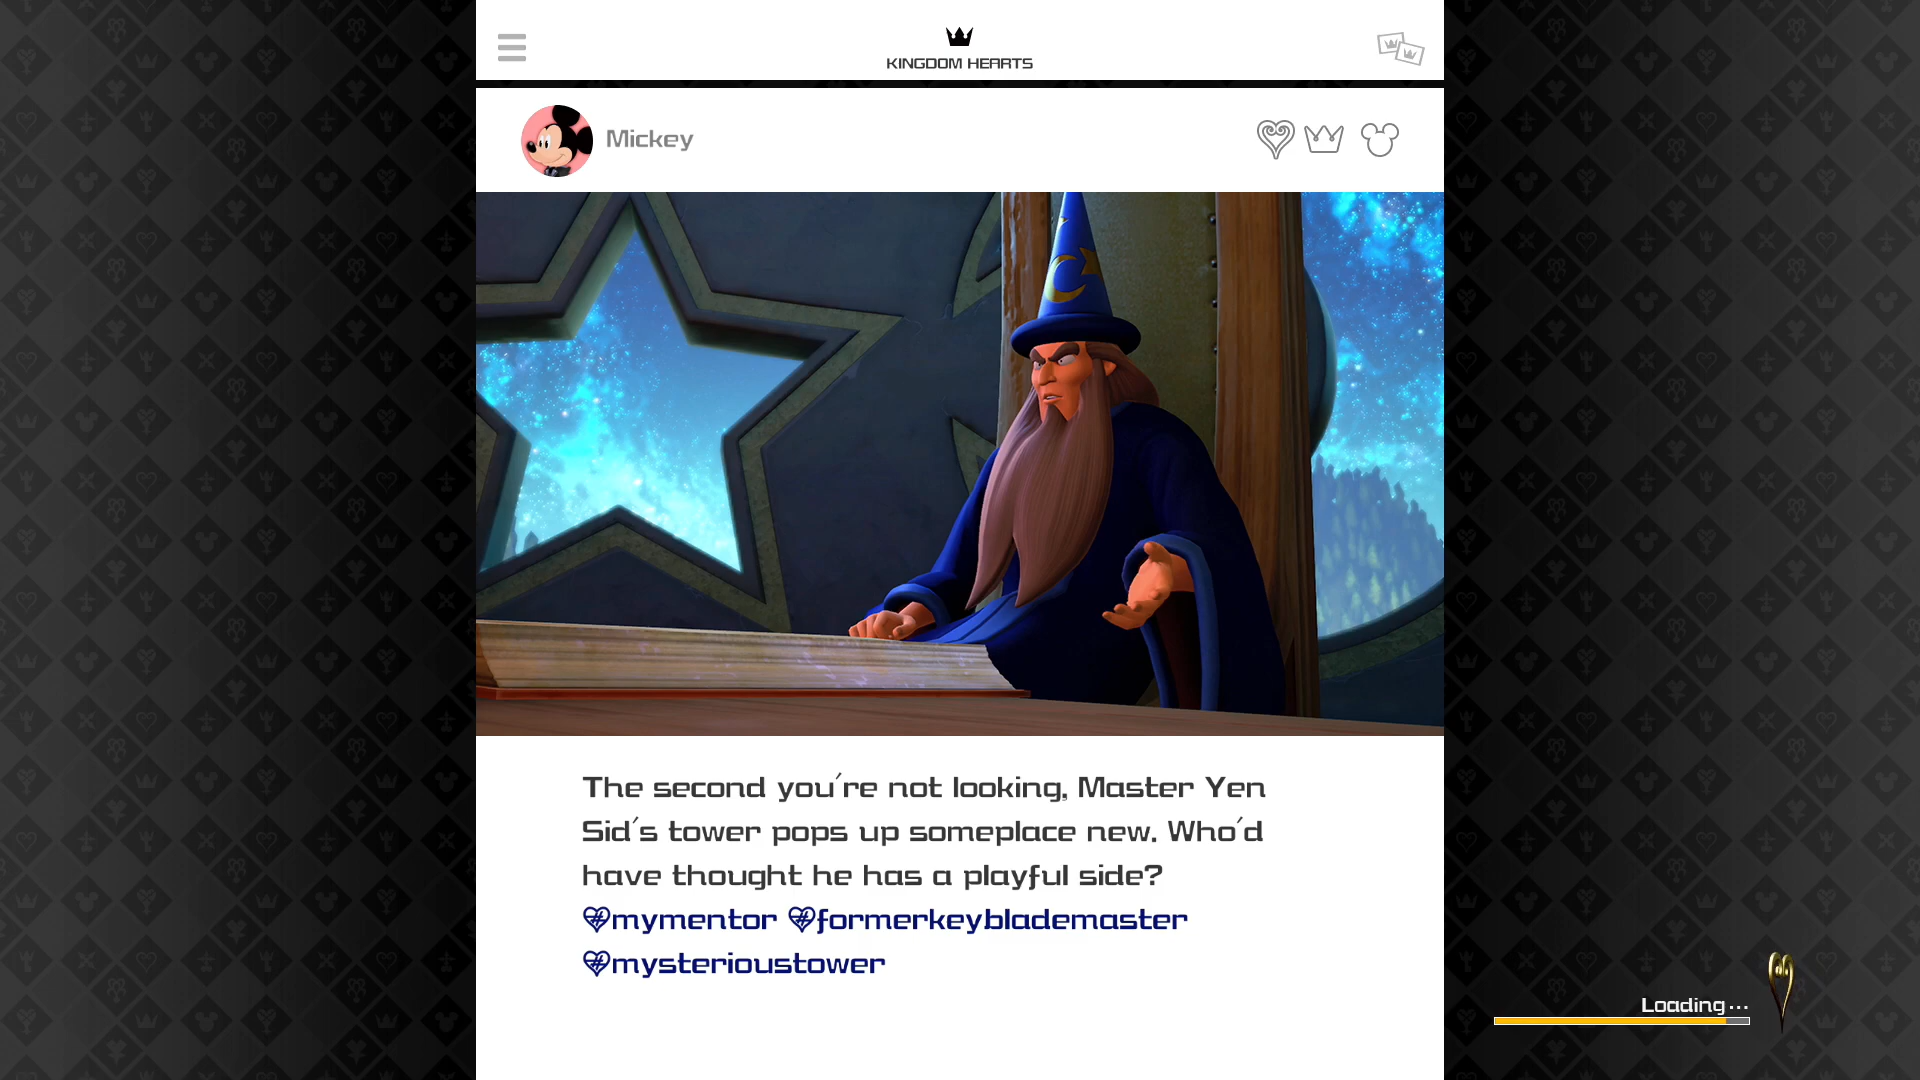 KINGDOM HEARTS
Mickey
The second you're not looking, Master Yen
Sid's tower pops up someplace new. Who'd
have thought he has a playful side?
#mymentor #formerkeyblademaster
#mysterioustower
Loading...